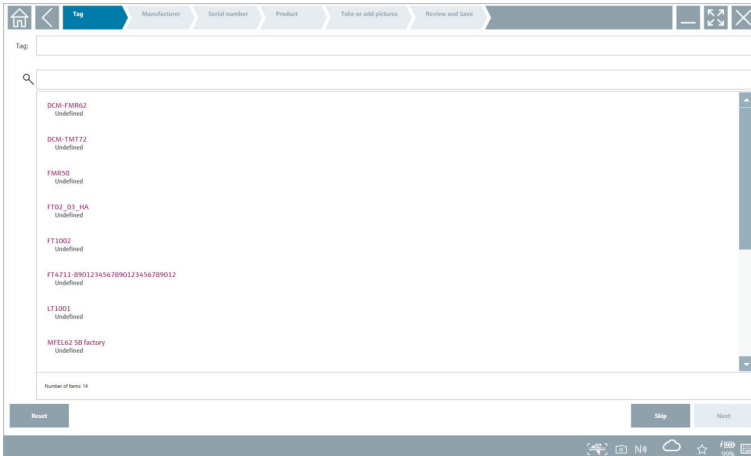 Tag
Manufacturer
Serial number
Product
Take or add pictures
Review and Save
Tag:
DCM-FMR62
Undefined
DCM-TMT72
Undefined
FMR50
Undefined
FT02_03_HA
Undefined
FT1002
Undefined
FT4711-8901234567890123456789012
Undefined
LT1001
Undefined
MFEL62 SB factory
Undefined
Number of items: 14
Reset
Skip
Next
99%